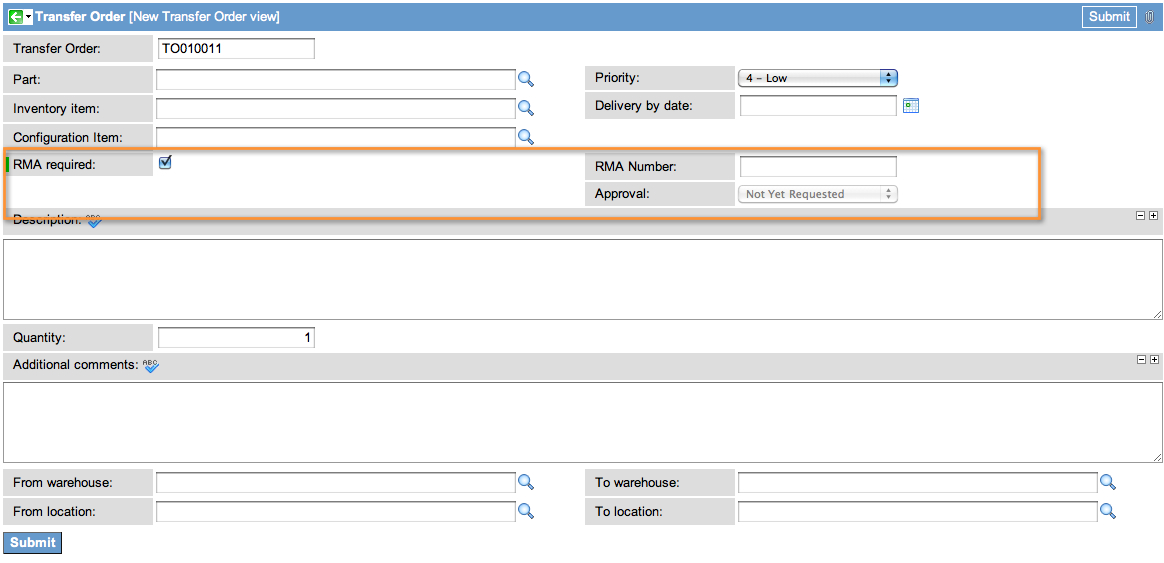 Transfer Order [New Transfer Order view] Submit
Transfer Order: TO010011
Part: Priority: 4 – Low
Inventory item: Delivery by date:
Configuration Item:
RMA required: RMA Number:
Approval: Not Yet Requested
Description: ABC
Quantity: 1
Additional comments: ABC
From warehouse: To warehouse:
From location: To location:
Submit